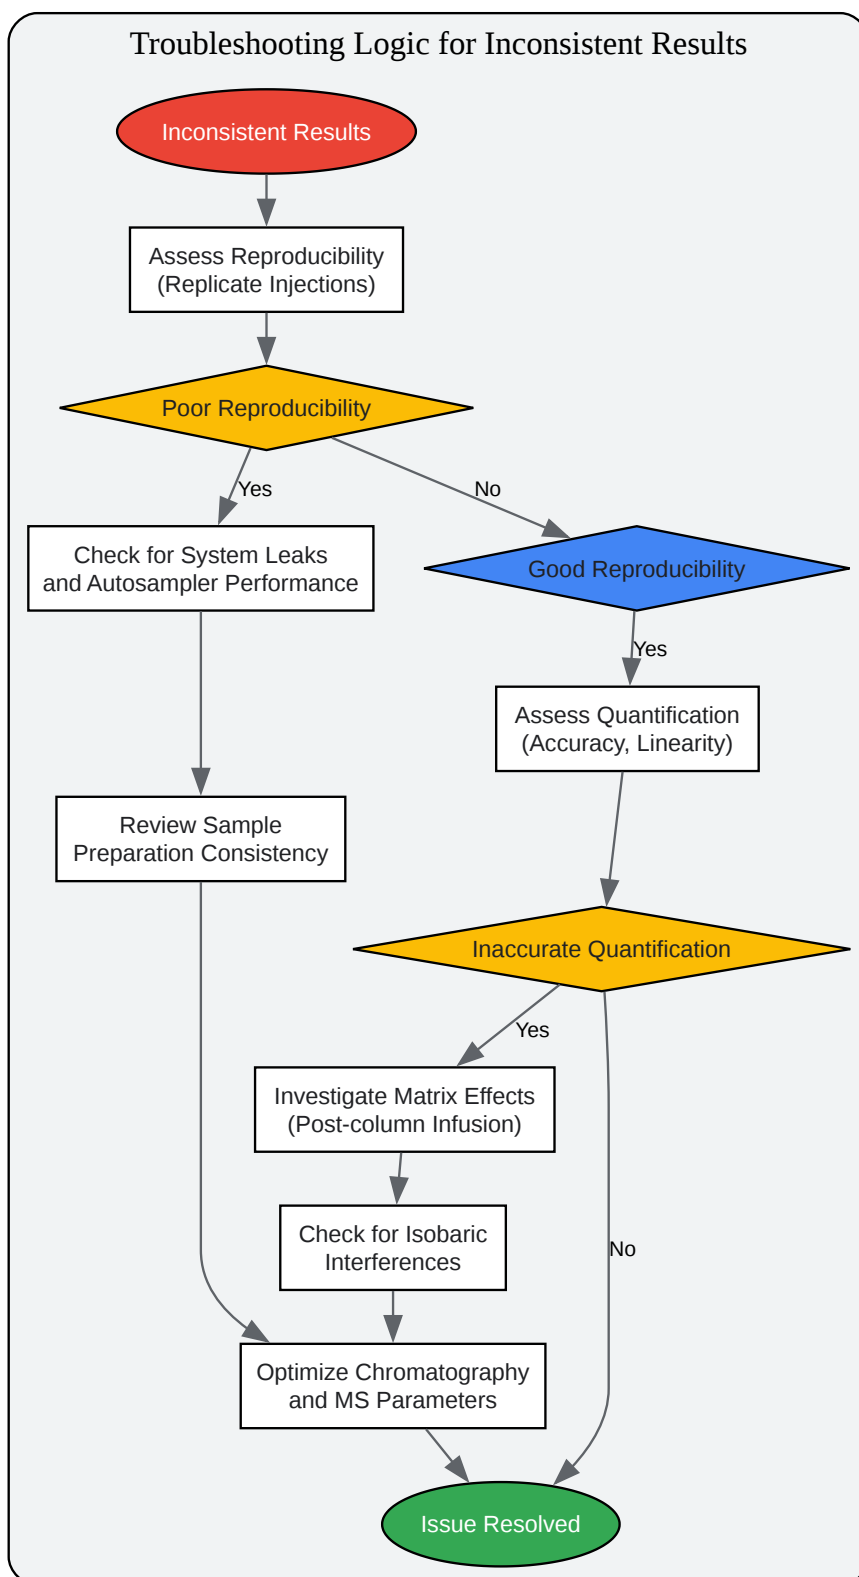 Troubleshooting Logic for Inconsistent Results
Inconsistent Results
Assess Reproducibility
(Replicate Injections)
Poor Reproducibility
Yes
No
Check for System Leaks
and Autosampler Performance
Good Reproducibility
Yes
Assess Quantification
(Accuracy, Linearity)
Review Sample
Preparation Consistency
Inaccurate Quantification
Yes
Investigate Matrix Effects
(Post-column Infusion)
Check for Isobaric
Interferences
No
Optimize Chromatography
and MS Parameters
Issue Resolved